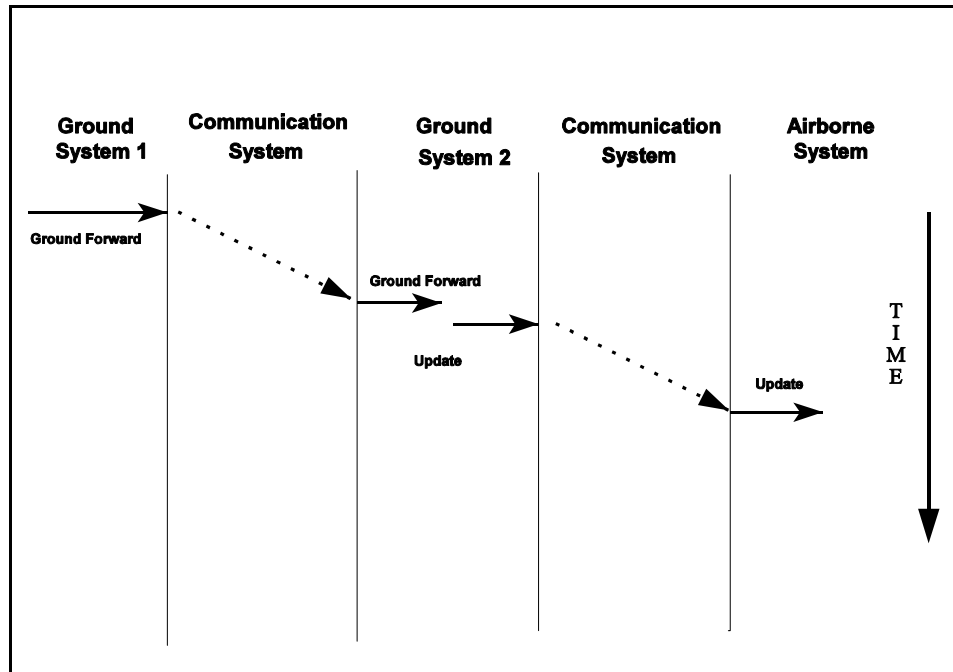 Ground
System 1
Communication
System
Ground
System 2
Communication
System
Airborne
System
Ground Forward
Ground Forward
Update
Update
T
I
M
E